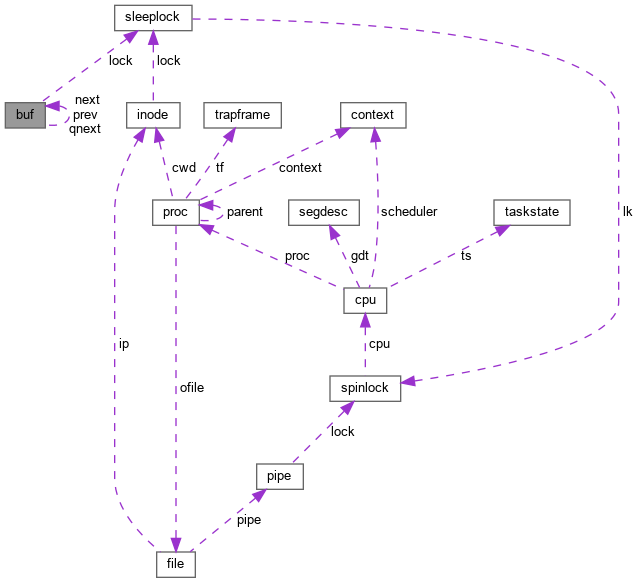 sleeplock
lock
lock
next
prev
qnext
buf
inode
trapframe
context
cwd
tf
context
proc
parent
segdesc
scheduler
taskstate
lk
proc
gdt
ts
cpu
ip
cpu
ofile
spinlock
lock
pipe
pipe
file